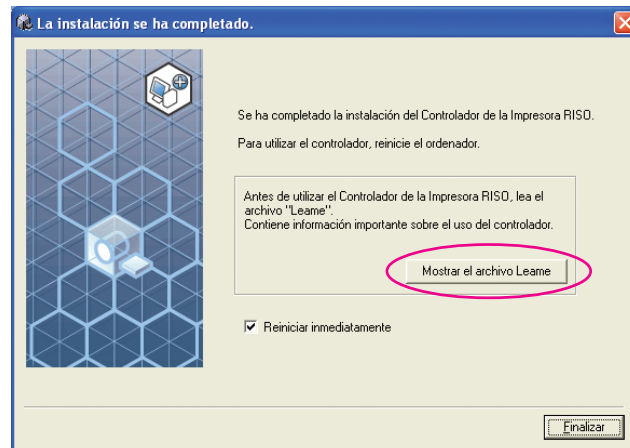 La instalación se ha completado.
Se ha completado la instalación del Controlador de la Impresora RISO.
Para utilizar el controlador, reinicie el ordenador.
Antes de utilizar el Controlador de la Impresora RISO, lea el
archivo "Leame".
Contiene información importante sobre el uso del controlador.
Mostrar el archivo Leame
Reiniciar inmediatamente
Finalizar